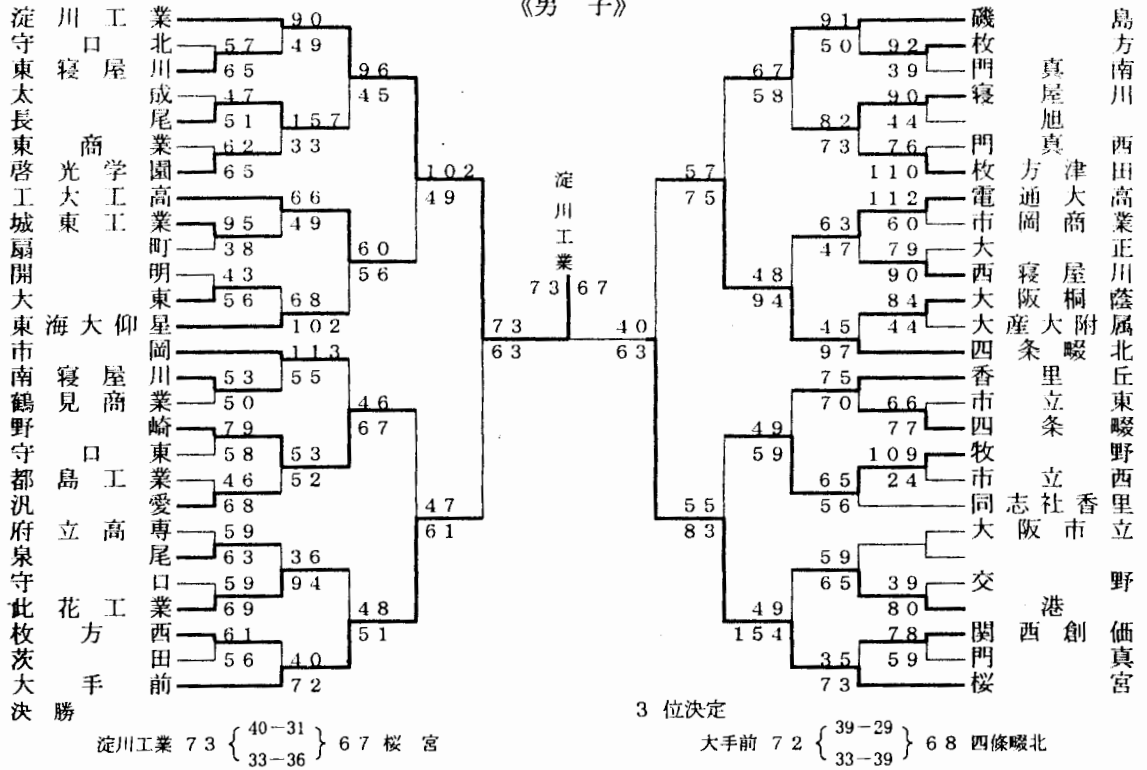 《男 子》
淀川工業 90
守口北 57 49
東寝屋川 65
96
太成 47 45
長尾 51 157
東商業 62 33
啓光学園 65
102
工大工高 66 49
城東工業 95 49
扇町 38
60
開明 43 56
大東 56 68
東海大仰星 102
73
市岡 113 63
南寝屋川 53 55
鶴見商業 50
46
野崎 79 67
守口東 58 53
都島工業 46 52
汎愛 68
47
府立高専 59 61
泉尾 63 36
守口 59 94
此花工業 69
48
枚方西 61 51
茨田 56 40
大手前 72
淀川工業
73 67
91 磯島
50 92 枚方
39 門真南
67
58 90 寝屋川
82 44 旭
73 76 門真西
110 枚方津田
57
75 112 電通大高
63 60 市岡商業
47 79 大正
90 西寝屋川
48
94 84 大阪桐蔭
45 44 大産大附属
97 四条畷北
40
63
75 香里丘
70 66 市立東
77 四条畷
49
59 109 牧野
65 24 市立西
56 同志社香里
55
83 大阪市立
59
65 39 交野
80 港
49
154 78 関西創価
35 59 門真
73 桜宮
決勝
淀川工業 73 { 40-31 33-36 } 67 桜宮
3位決定
大手前 72 { 39-29 33-39 } 68 四條畷北